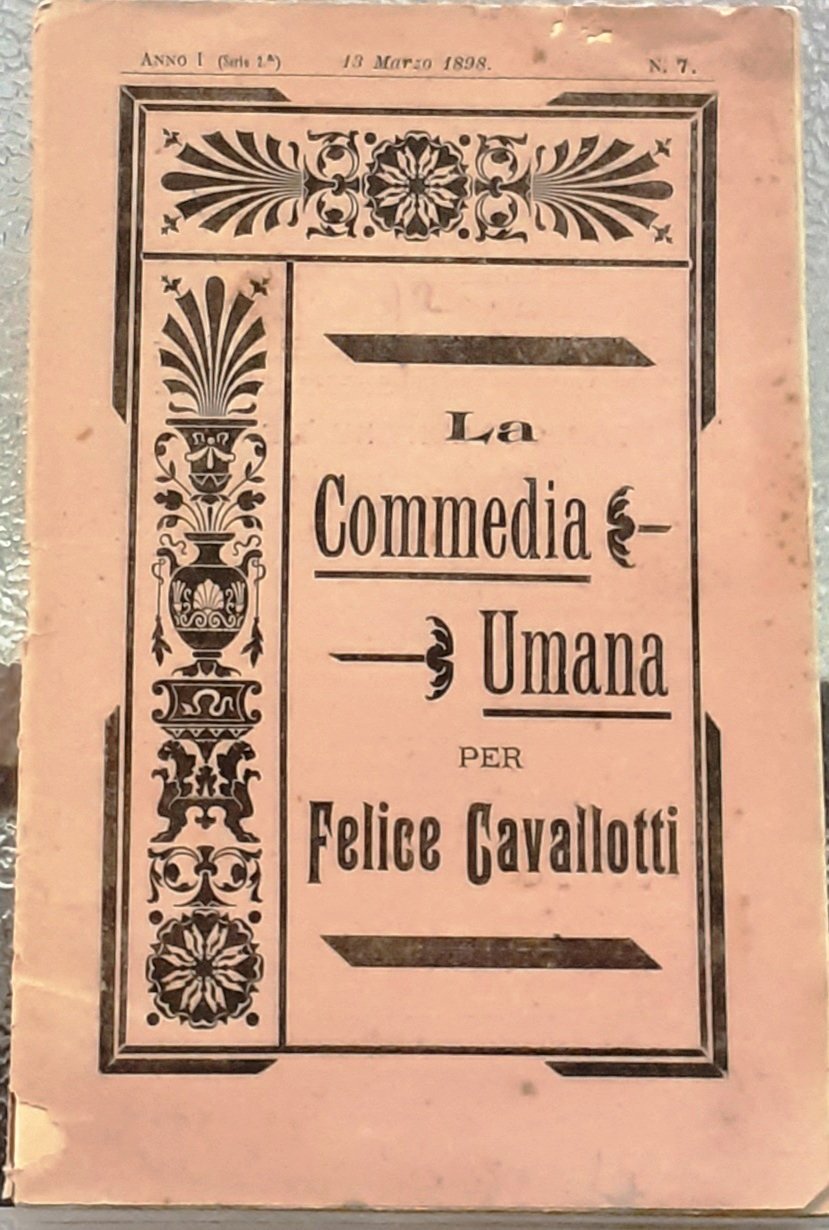 ANNO I (Serie 2.ª) 13 Marzo 1898. N. 7.
La
Commedia
Umana
PER
Felice Cavallotti